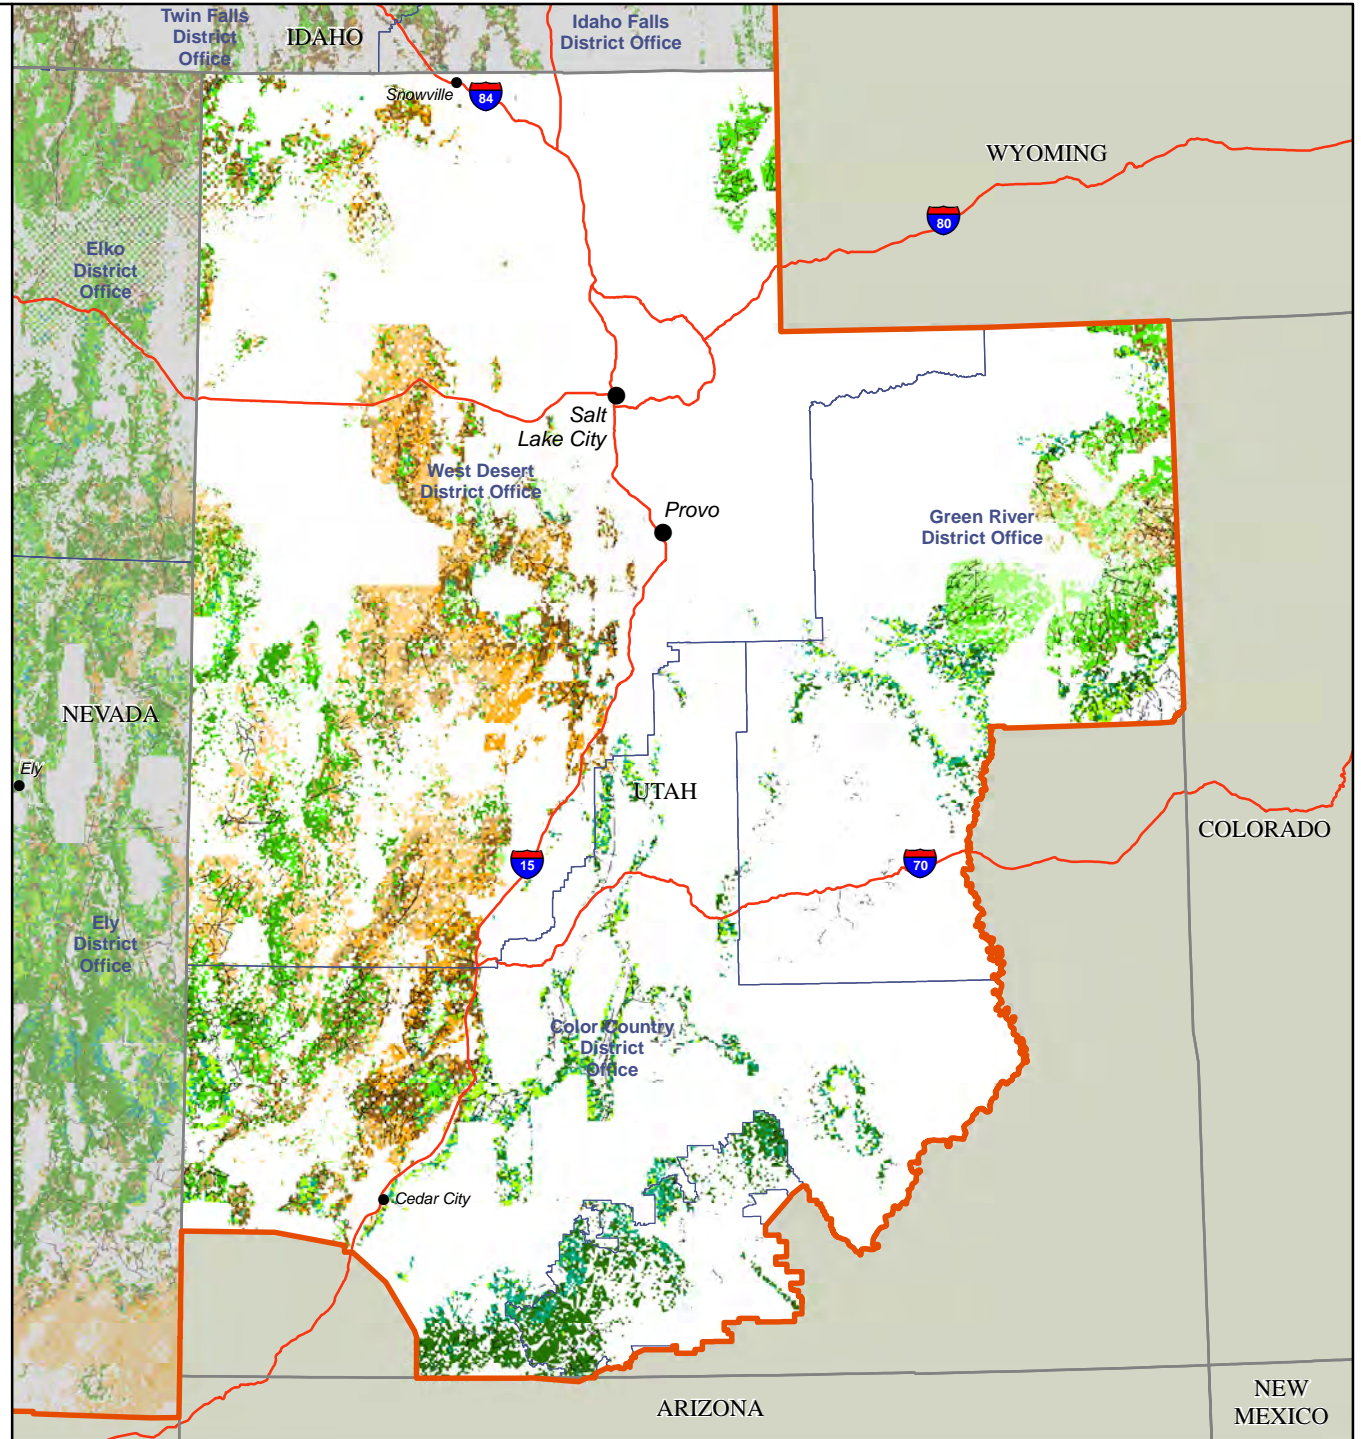 Twin Falls
District
Office
IDAHO
Idaho Falls
District Office
Snowville
84
WYOMING
80
Elko
District
Office
Salt
Lake City
West Desert
District Office
Provo
Green River
District Office
NEVADA
Ely
UTAH
COLORADO
15
70
Ely
District
Office
Color Country
District
Office
Cedar City
ARIZONA
NEW
MEXICO